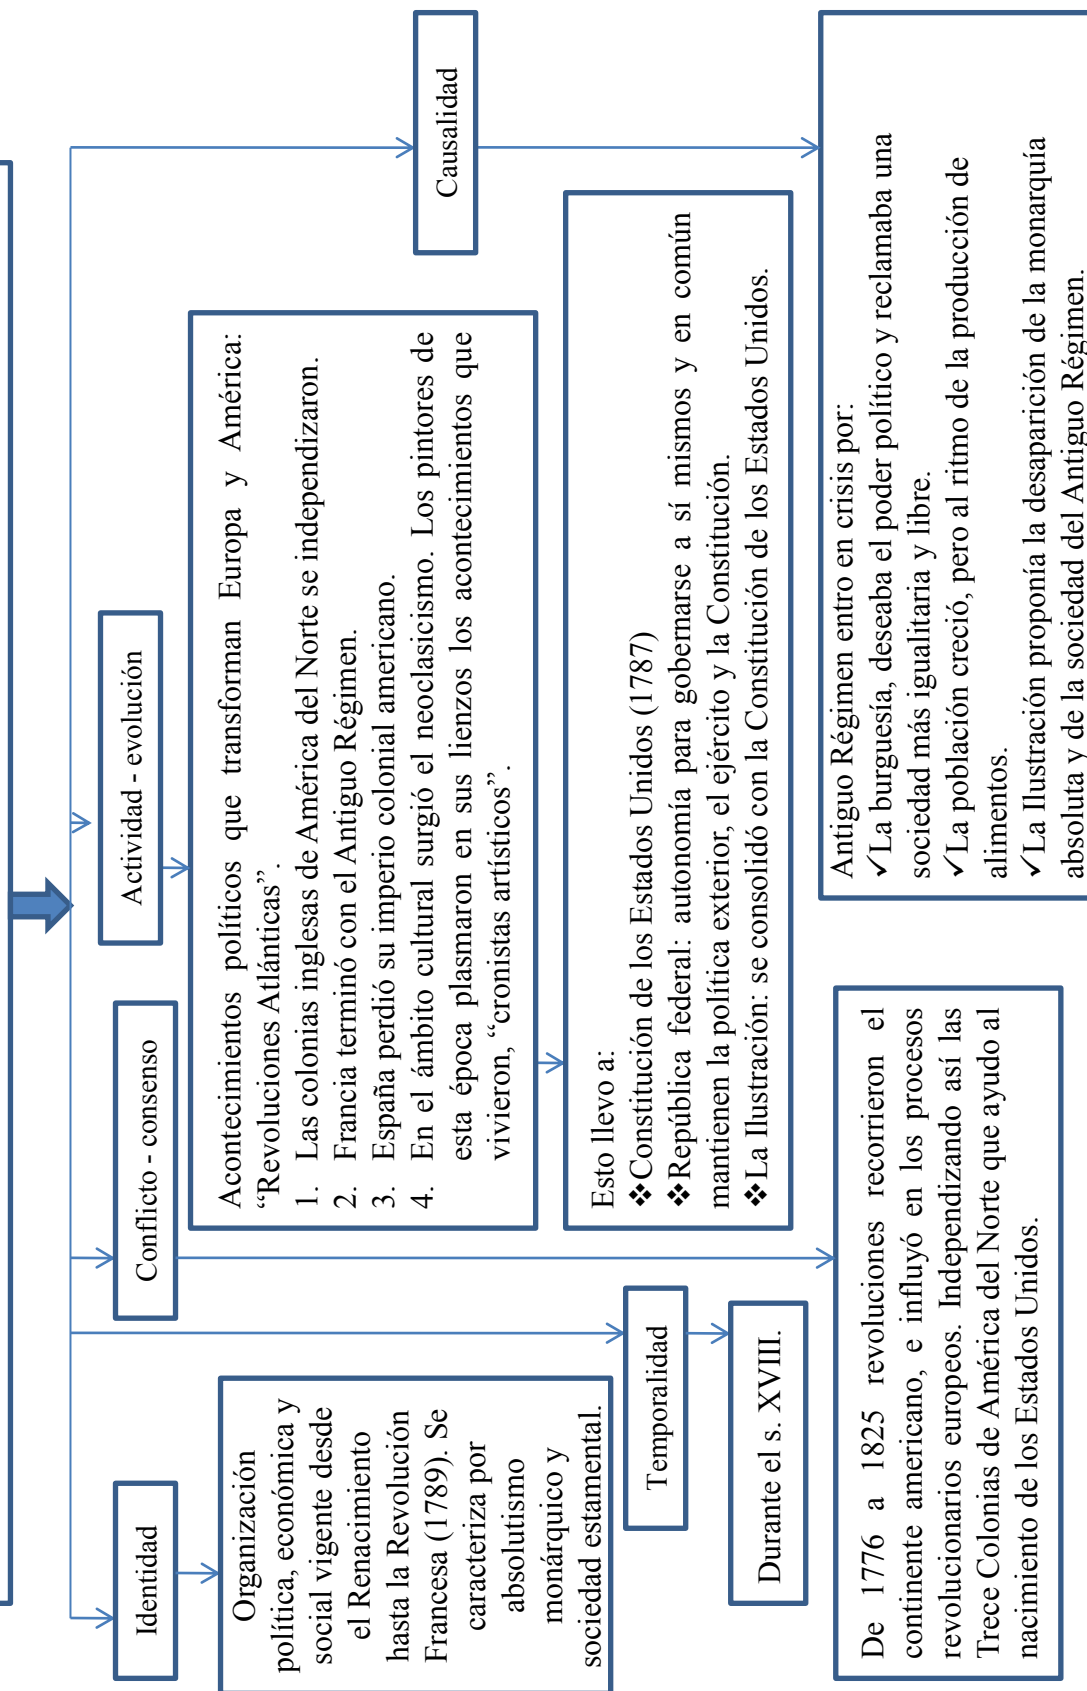 Identidad
Organización
política, económica y
social vigente desde
el Renacimiento
hasta la Revolución
Francesa (1789). Se
caracteriza por
absolutismo
monárquico y
sociedad estamental.
Temporalidad
Durante el s. XVIII.
Conflicto - consenso
De 1776 a 1825 revoluciones recorrieron el
continente americano, e influyó en los procesos
revolucionarios europeos. Independizando así las
Trece Colonias de América del Norte que ayudo al
nacimiento de los Estados Unidos.
Actividad - evolución
Acontecimientos políticos que transforman Europa y América:
“Revoluciones Atlánticas”.
1. Las colonias inglesas de América del Norte se independizaron.
2. Francia terminó con el Antiguo Régimen.
3. España perdió su imperio colonial americano.
4. En el ámbito cultural surgió el neoclasicismo. Los pintores de
esta época plasmaron en sus lienzos los acontecimientos que
vivieron, “cronistas artísticos”.
Esto llevo a:
❖Constitución de los Estados Unidos (1787)
❖República federal: autonomía para gobernarse a sí mismos y en común
mantienen la política exterior, el ejército y la Constitución.
❖La Ilustración: se consolidó con la Constitución de los Estados Unidos.
Causalidad
Antiguo Régimen entro en crisis por:
✓La burguesía, deseaba el poder político y reclamaba una
sociedad más igualitaria y libre.
✓La población creció, pero al ritmo de la producción de
alimentos.
✓La Ilustración proponía la desaparición de la monarquía
absoluta y de la sociedad del Antiguo Régimen.